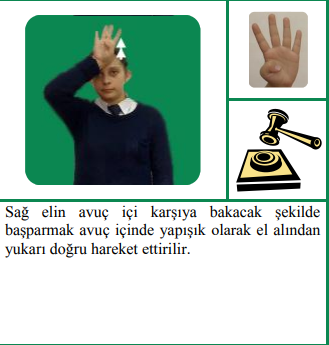 Sağ elin avuç içi karşıya bakacak şekilde
başparmak avuç içinde yapışık olarak el alından
yukarı doğru hareket ettirilir.